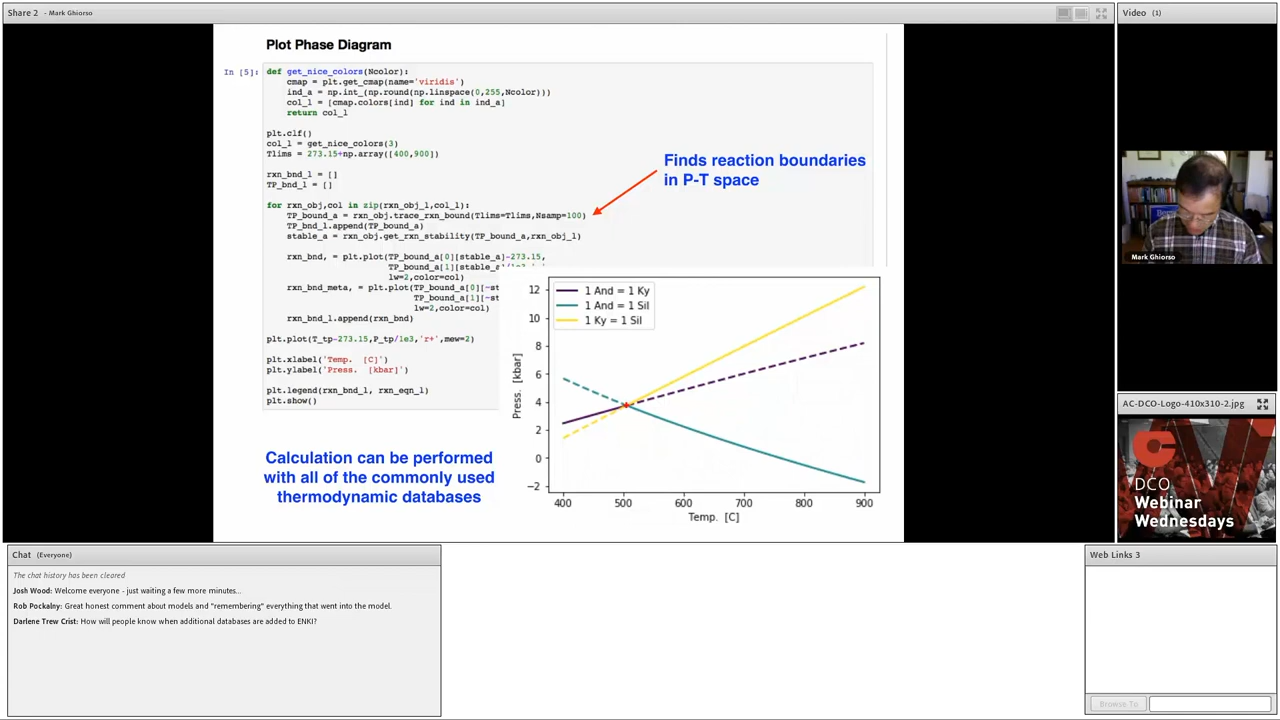 Share 2 - Mark Ghiorso
Plot Phase Diagram
In [5]:
def get_nice_colors(Ncolor):
cmap = plt.get_cmap(name='viridis')
ind_a = np.int_(np.round(np.linspace(0,255,Ncolor)))
col_l = [cmap.colors[ind] for ind in ind_a]
return col_l
plt.clf()
col_l = get_nice_colors(3)
Tlims = 273.15+np.array([400,900])
rxn_bnd_l = []
TP_bnd_l = []
for rxn_obj,col in zip(rxn_obj_l,col_l):
TP_bound_a = rxn_obj.trace_rxn_bound(Tlims=Tlims,Nsamp=100)
TP_bnd_l.append(TP_bound_a)
stable_a = rxn_obj.get_rxn_stability(TP_bound_a,rxn_obj_l)
rxn_bnd, = plt.plot(TP_bound_a[0][stable_a]-273.15,
TP_bound_a[1][stable_a
lw=2,color=col)
rxn_bnd_meta, = plt.plot(TP_bound_a[0][~st
TP_bound_a[1][~st
lw=2,color=col)
rxn_bnd_l.append(rxn_bnd)
plt.plot(T_tp-273.15,P_tp/1e3,'r+',mew=2)
plt.xlabel('Temp. [C]')
plt.ylabel('Press. [kbar]')
plt.legend(rxn_bnd_l, rxn_eqn_l)
plt.show()
Finds reaction boundaries
in P-T space
1 And = 1 Ky
1 And = 1 Sil
1 Ky = 1 Sil
12
10
8
6
4
2
0
−2
Press. [kbar]
400
500
600
700
800
900
Temp. [C]
Calculation can be performed
with all of the commonly used
thermodynamic databases
Video (1)
Mark Ghiorso
AC-DCO-Logo-410x310-2.jpg
DCO
Webinar
Wednesdays
Chat (Everyone)
The chat history has been cleared
Josh Wood: Welcome everyone - just waiting a few more minutes...
Rob Pockalny: Great honest comment about models and "remembering" everything that went into the model.
Darlene Trew Crist: How will people know when additional databases are added to ENKI?
Web Links 3
Browse To